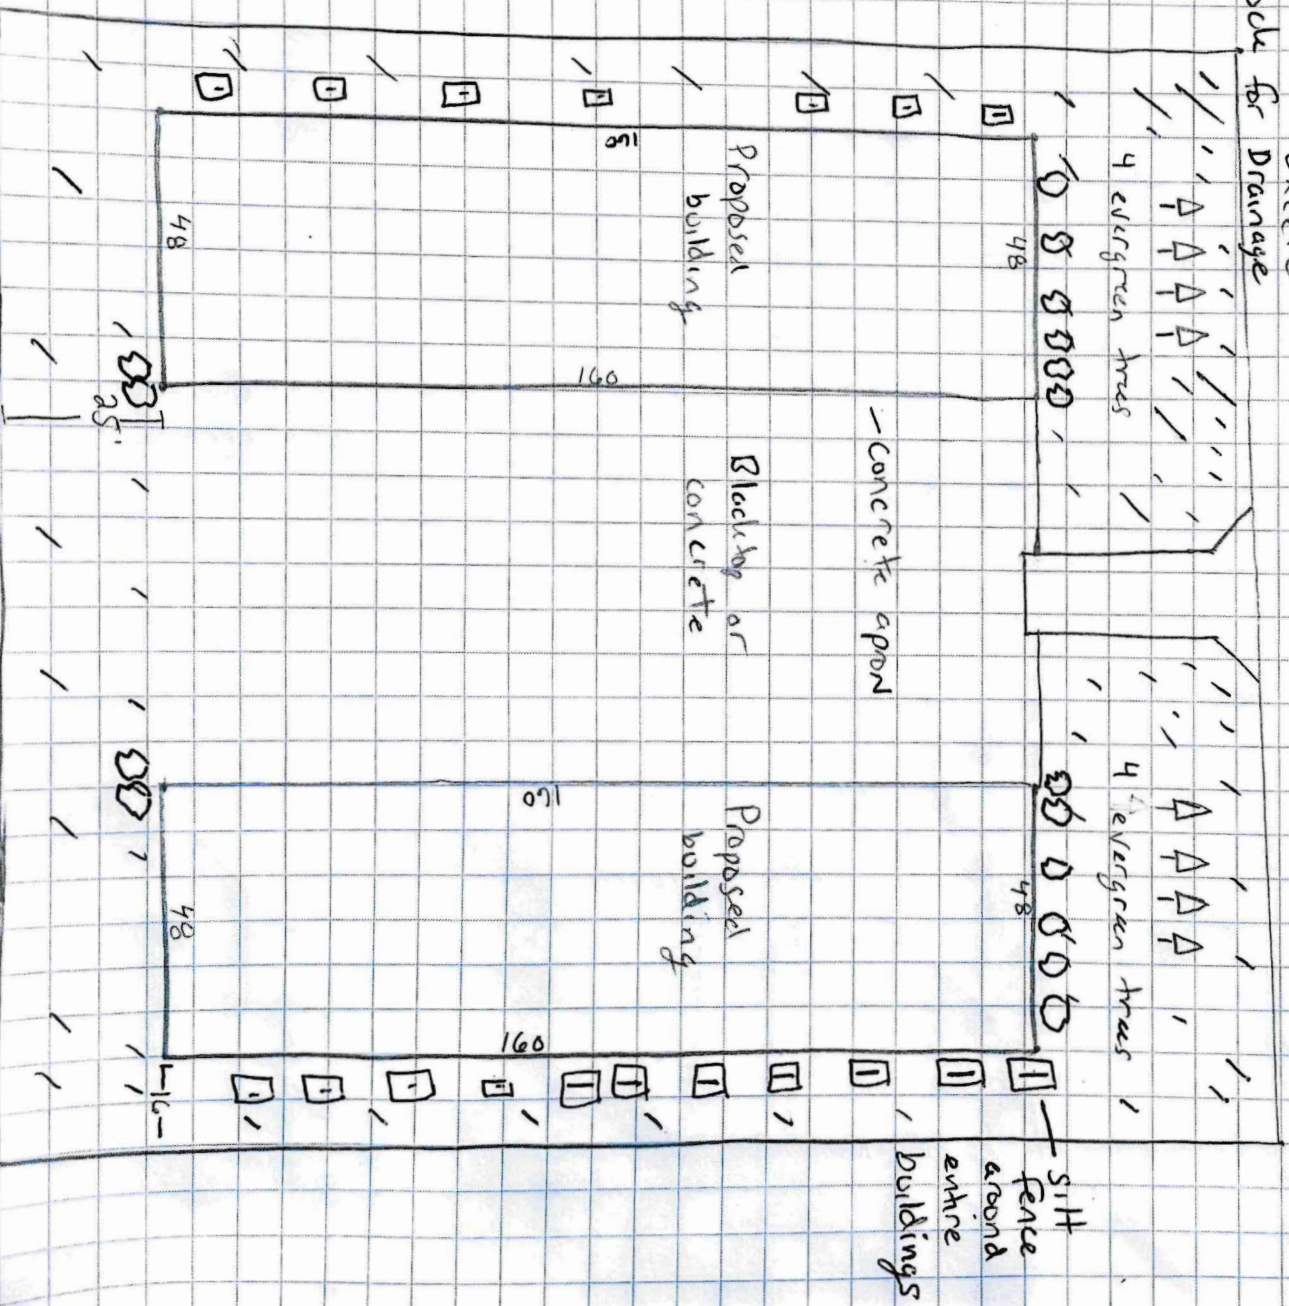 for Drainage
4 evergreen trees
4 evergreen trees
48
48
160
Proposed
building
160
-concrete apron
Blacktop or
concrete
160
Proposed
building
160
48
48
25'
-16-
silt
fence
around
entire
buildings